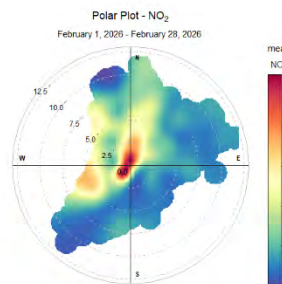 Polar Plot - NO₂
February 1, 2026 - February 28, 2026
mea
NO
N
12.5
10.0
7.5
5.0
2.5
0.0
W
E
S